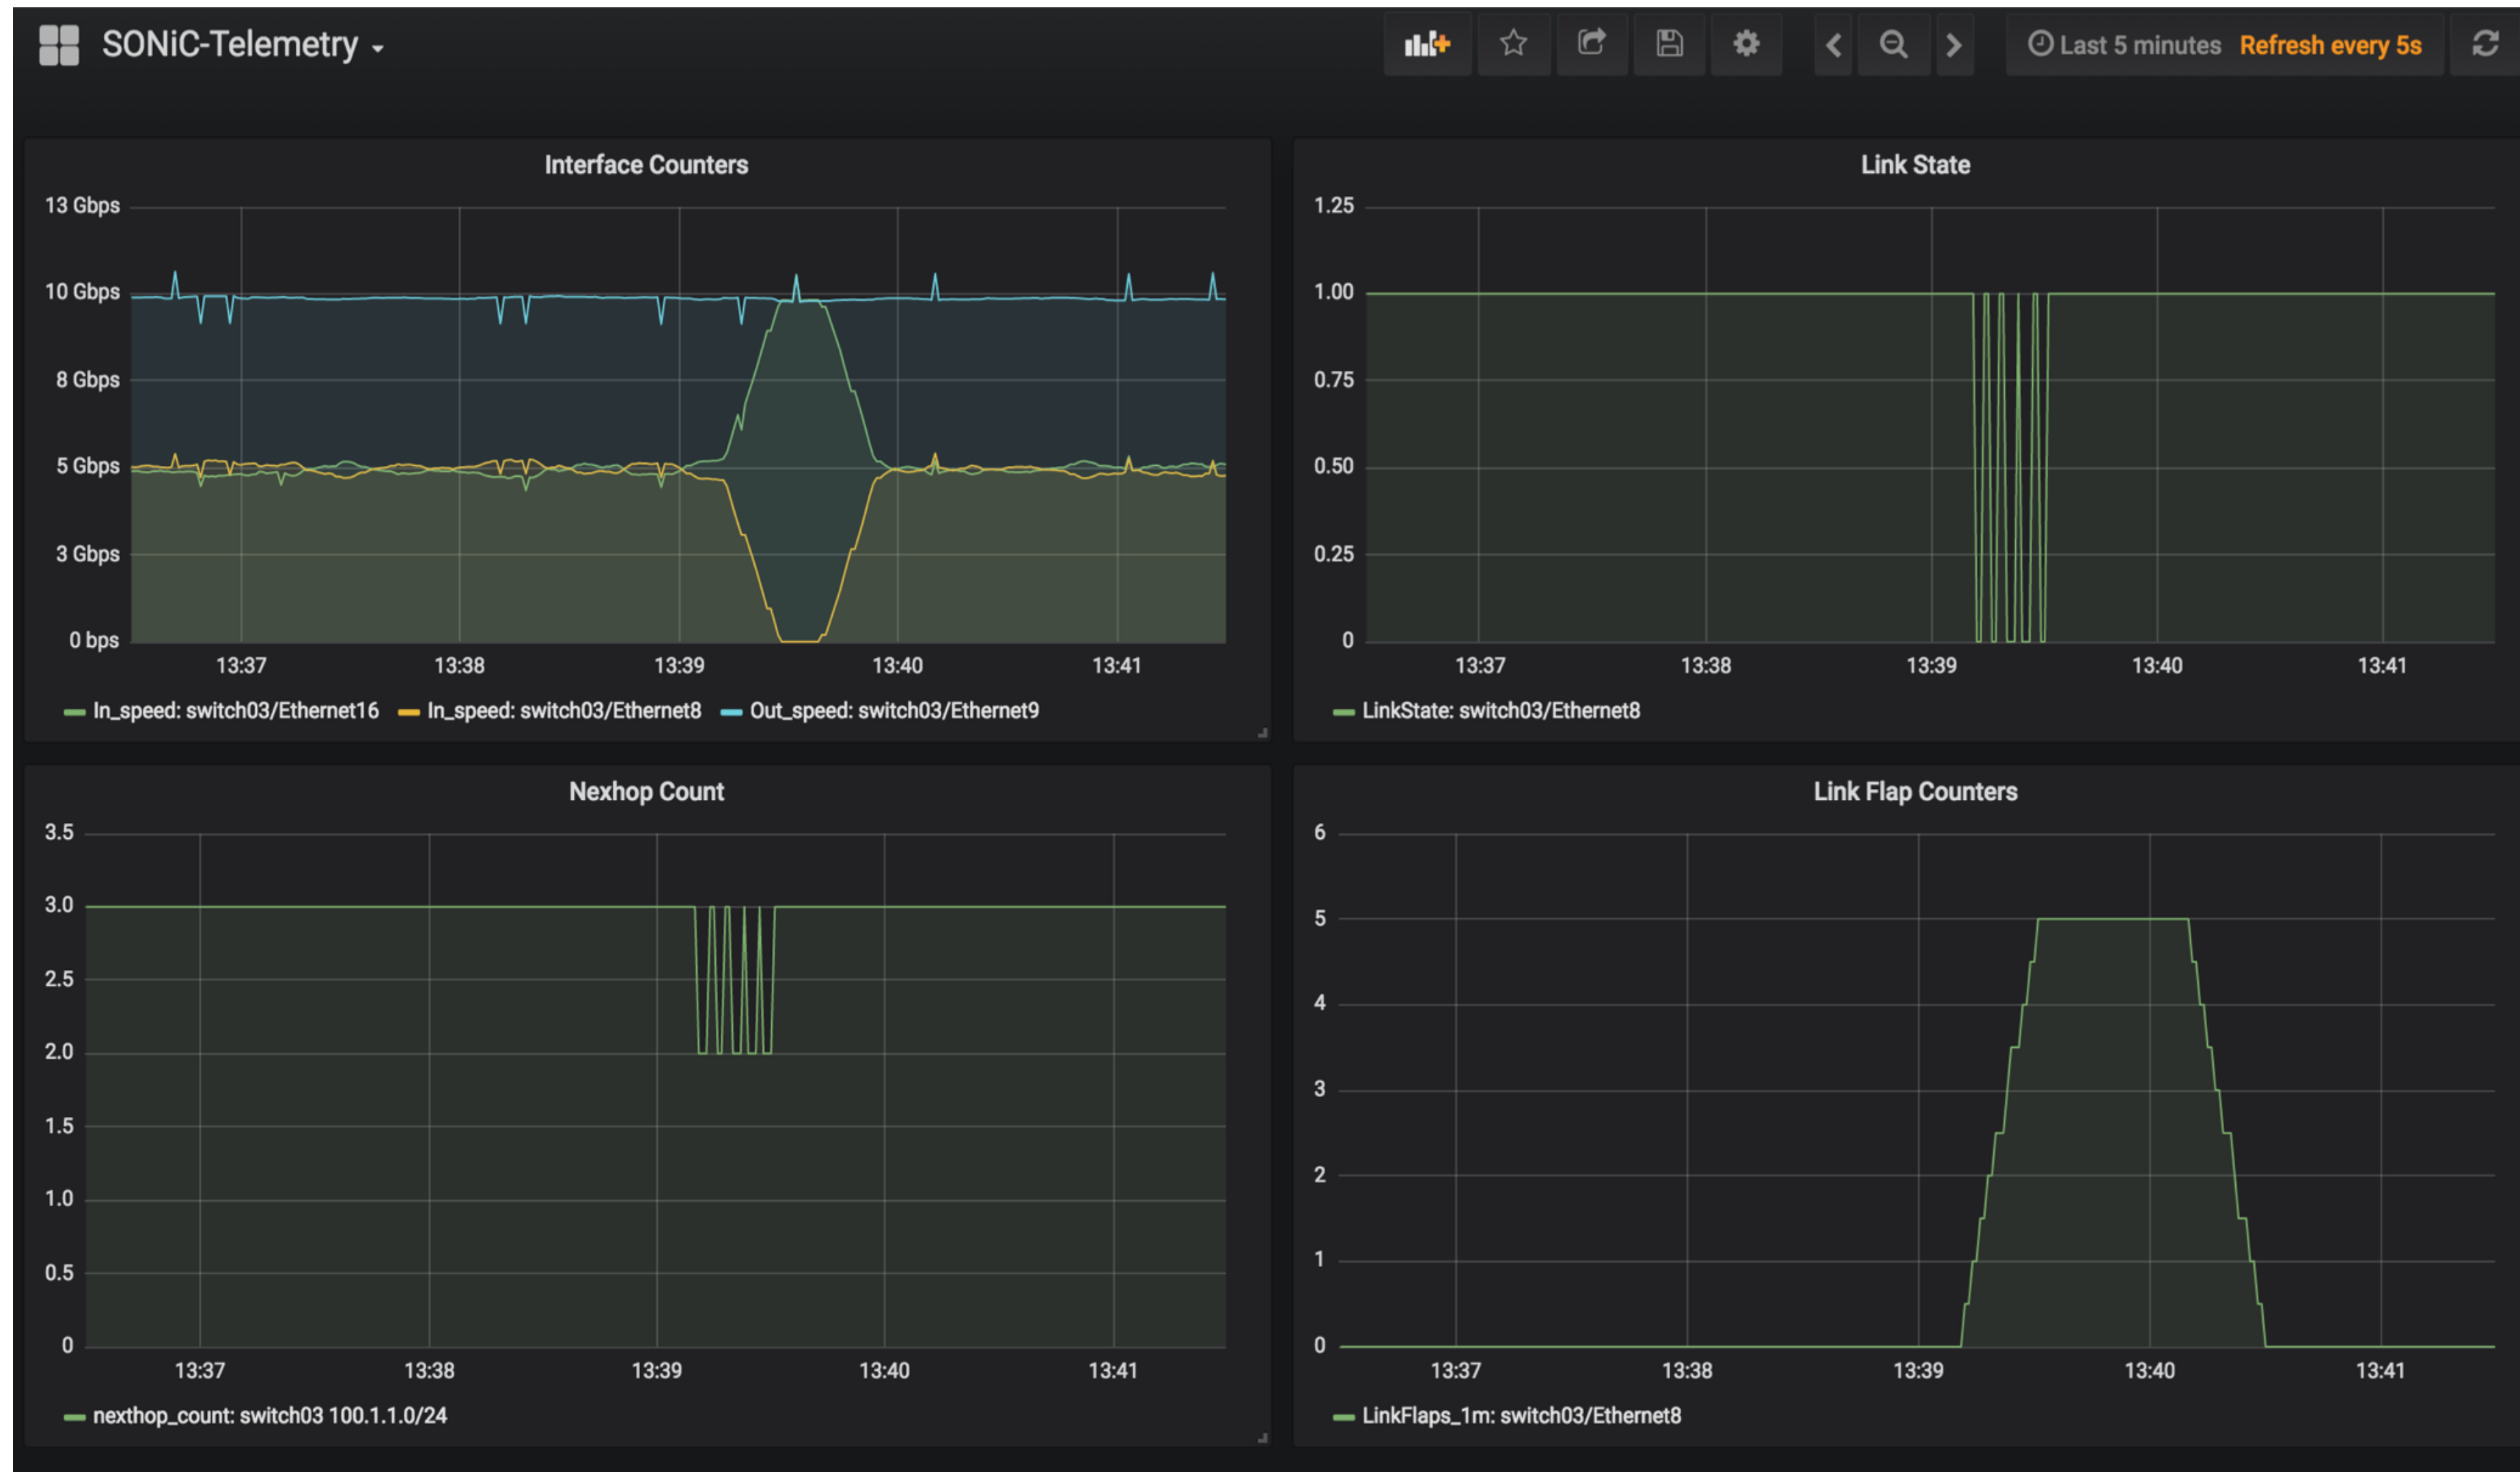 SONiC-Telemetry
Last 5 minutes Refresh every 5s
Interface Counters
13 Gbps
10 Gbps
8 Gbps
5 Gbps
3 Gbps
0 bps
13:37 13:38 13:39 13:40 13:41
In_speed: switch03/Ethernet16 In_speed: switch03/Ethernet8 Out_speed: switch03/Ethernet9
Link State
1.25
1.00
0.75
0.50
0.25
0
13:37 13:38 13:39 13:40 13:41
LinkState: switch03/Ethernet8
Nexhop Count
3.5
3.0
2.5
2.0
1.5
1.0
0.5
0
13:37 13:38 13:39 13:40 13:41
nexthop_count: switch03 100.1.1.0/24
Link Flap Counters
6
5
4
3
2
1
0
13:37 13:38 13:39 13:40 13:41
LinkFlaps_1m: switch03/Ethernet8